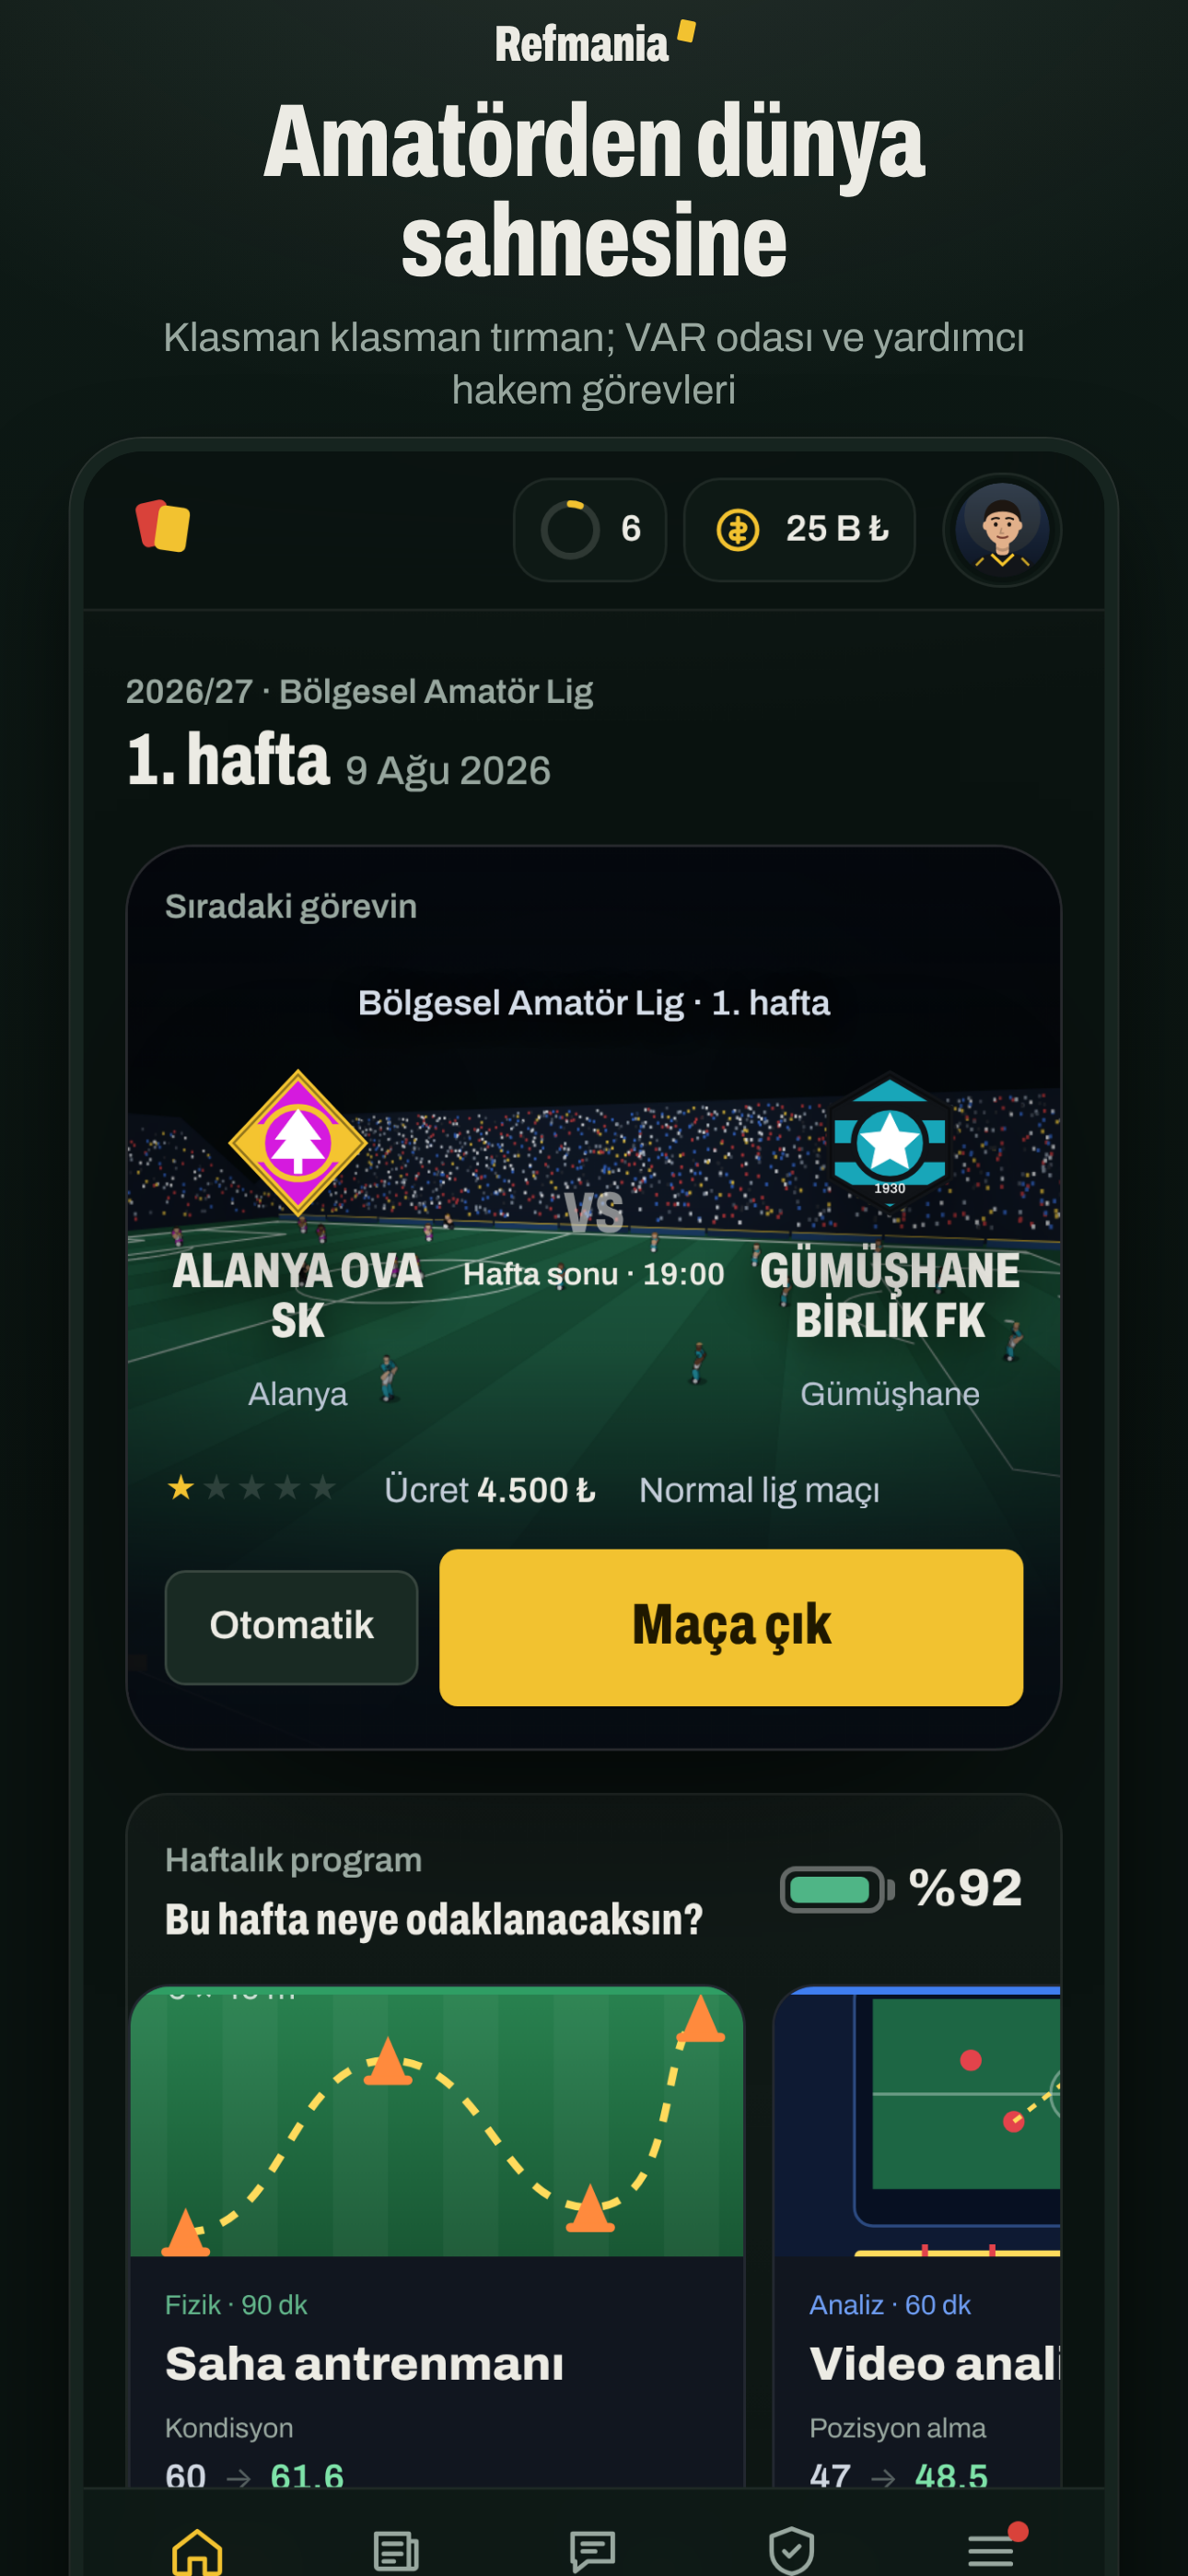 Refmania
Amatörden dünya
sahnesine
Klasman klasman tırman; VAR odası ve yardımcı
hakem görevleri
6
25 B ₺
2026/27 · Bölgesel Amatör Lig
1. hafta 9 Ağu 2026
Sıradaki görevin
Bölgesel Amatör Lig · 1. hafta
1930
VS
ALANYA OVA
SK
Hafta sonu · 19:00
GÜMÜŞHANE
BİRLİK FK
Alanya
Gümüşhane
Ücret 4.500 ₺
Normal lig maçı
Otomatik
Maça çık
Haftalık program
Bu hafta neye odaklanacaksın?
%92
Fizik · 90 dk
Saha antrenmanı
Kondisyon
60 → 61.6
Analiz · 60 dk
Video anali
Pozisyon alma
47 → 48.5